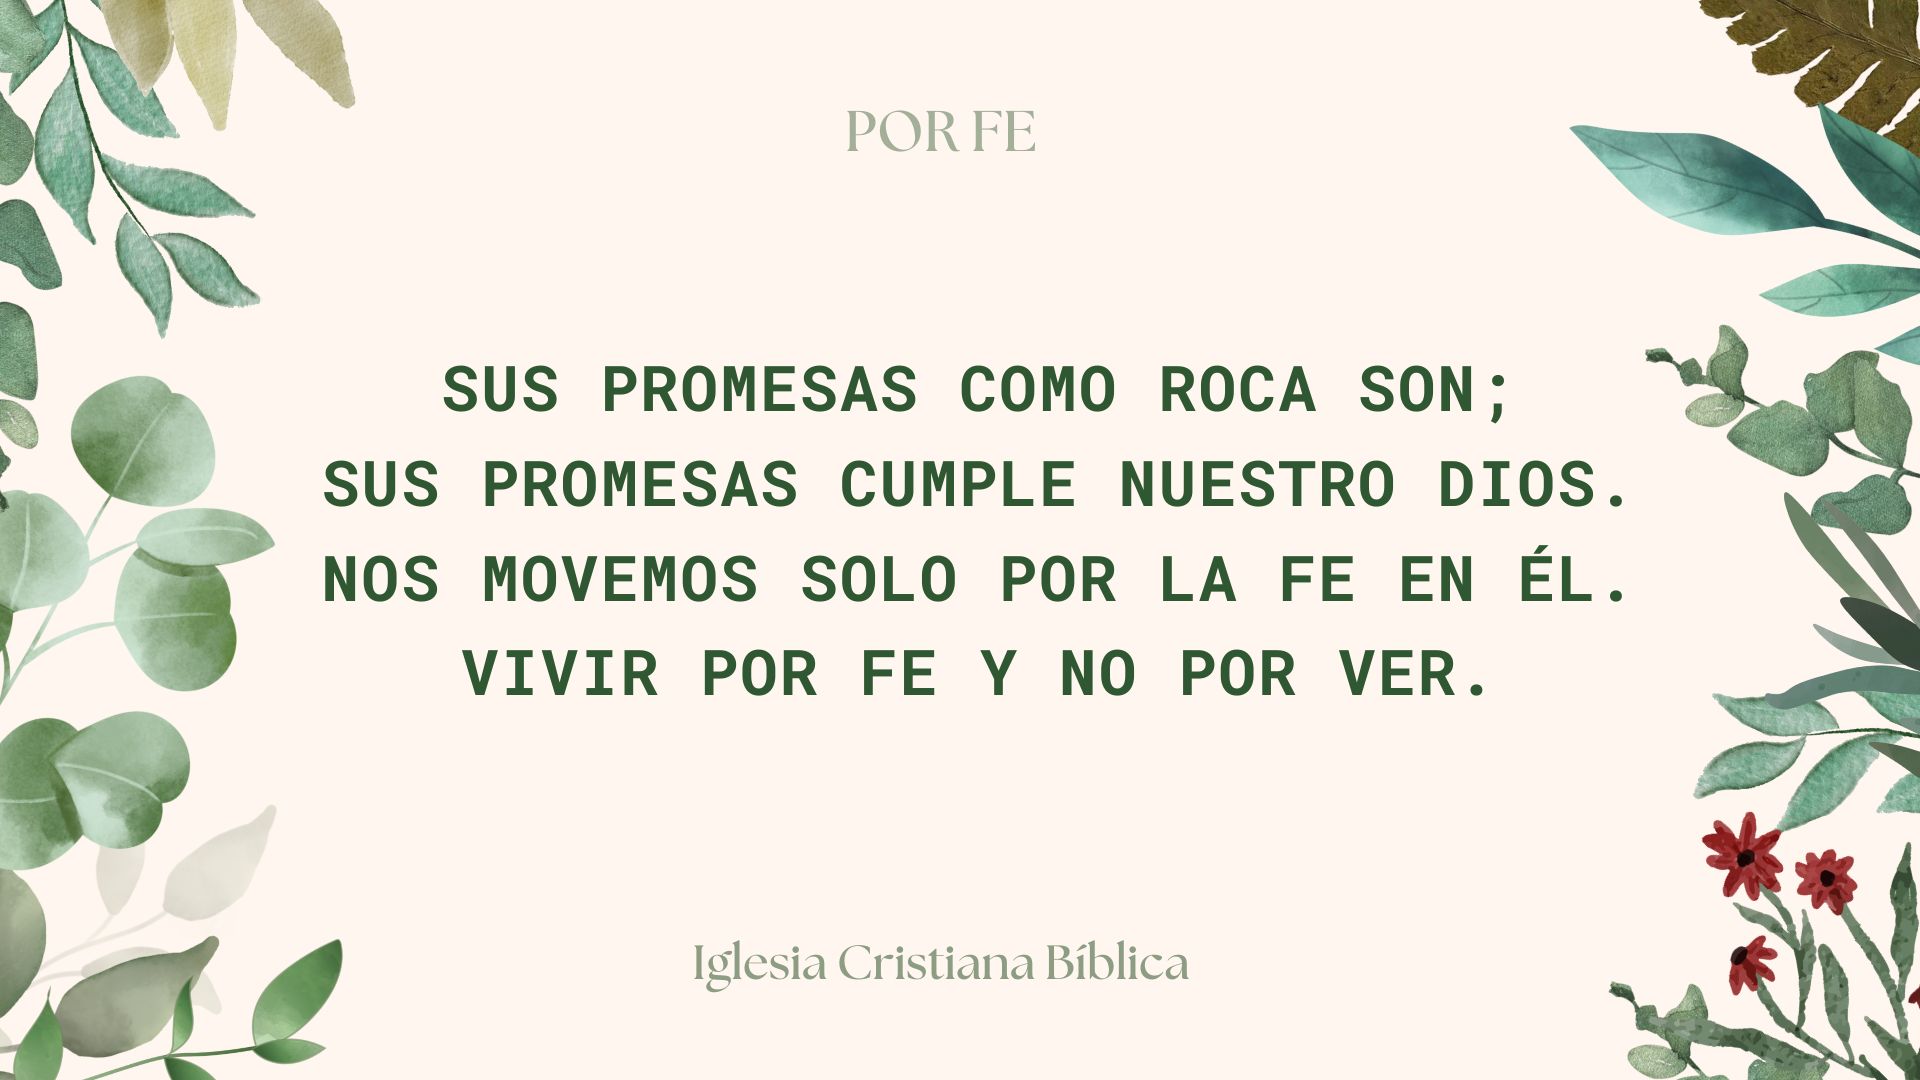 POR FE
SUS PROMESAS COMO ROCA SON;
SUS PROMESAS CUMPLE NUESTRO DIOS.
NOS MOVEMOS SOLO POR LA FE EN ÉL.
VIVIR POR FE Y NO POR VER.
Iglesia Cristiana Bíblica